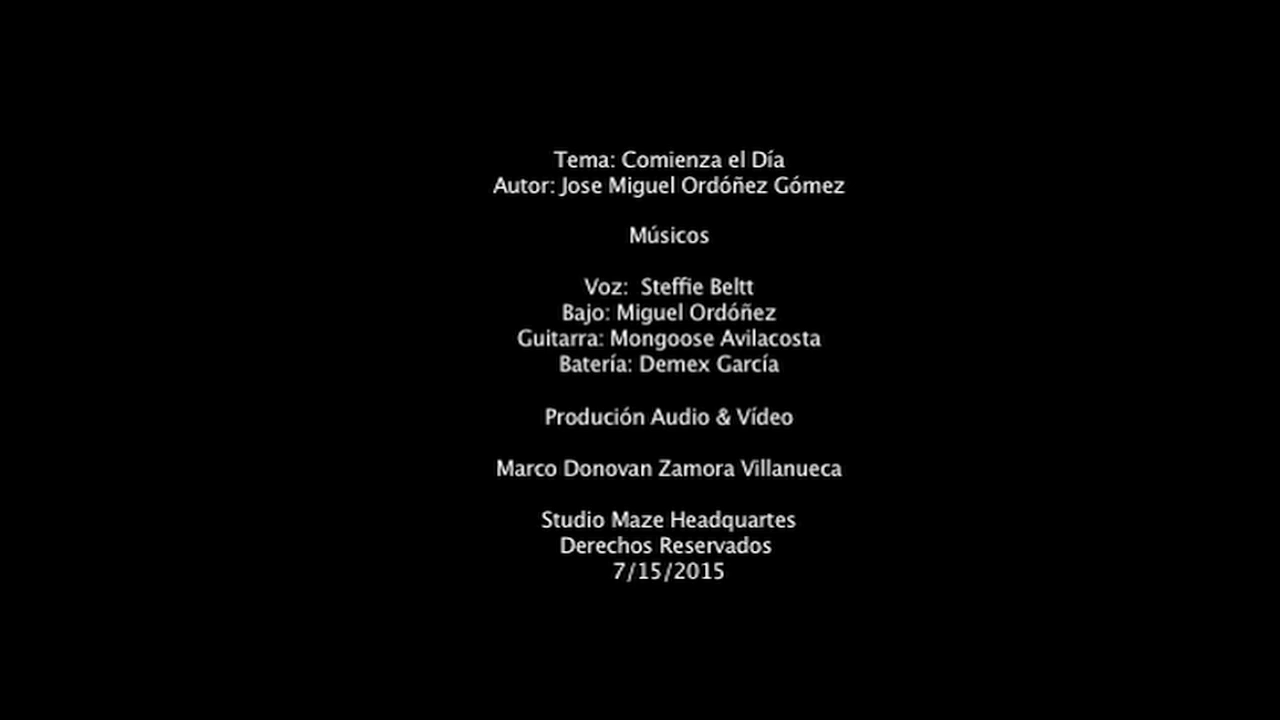 Tema: Comienza el Día
Autor: Jose Miguel Ordóñez Gómez
Músicos
Voz:  Steffie Beltt
Bajo: Miguel Ordóñez
Guitarra: Mongoose Avilacosta
Batería: Demex García
Produción Audio & Vídeo
Marco Donovan Zamora Villanueca
Studio Maze Headquartes
Derechos Reservados
7/15/2015